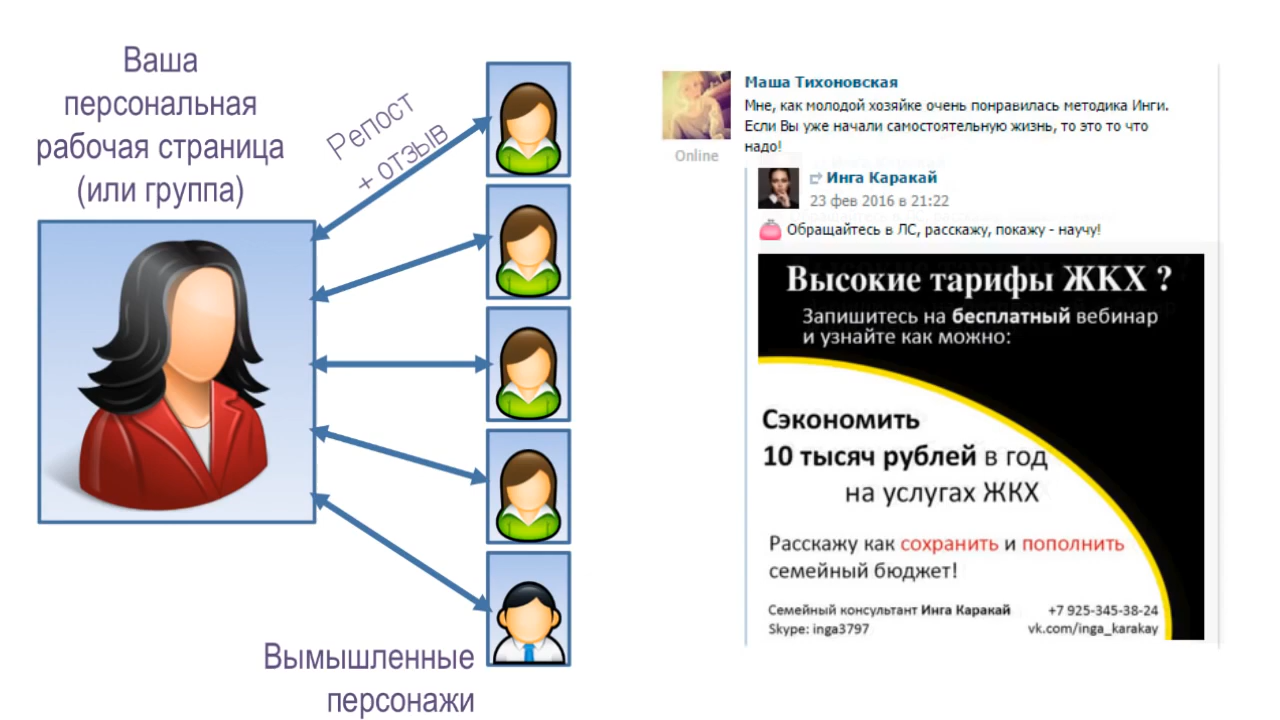 Ваша
персональная
рабочая страница
(или группа)
Репост
+ отзыв
Вымышленные
персонажи
Маша Тихоновская
Мне, как молодой хозяйке очень понравилась методика Инги.
Если Вы уже начали самостоятельную жизнь, то это то что
надо!
Online
Инга Каракай
23 фев 2016 в 21:22
Обращайтесь в ЛС, расскажу, покажу - научу!
Высокие тарифы ЖКХ ?
Запишитесь на бесплатный вебинар
и узнайте как можно:
Сэкономить
10 тысяч рублей в год
на услугах ЖКХ
Расскажу как сохранить и пополнить
семейный бюджет!
Семейный консультант Инга Каракай +7 925-345-38-24
Skype: inga3797 vk.com/inga_karakay